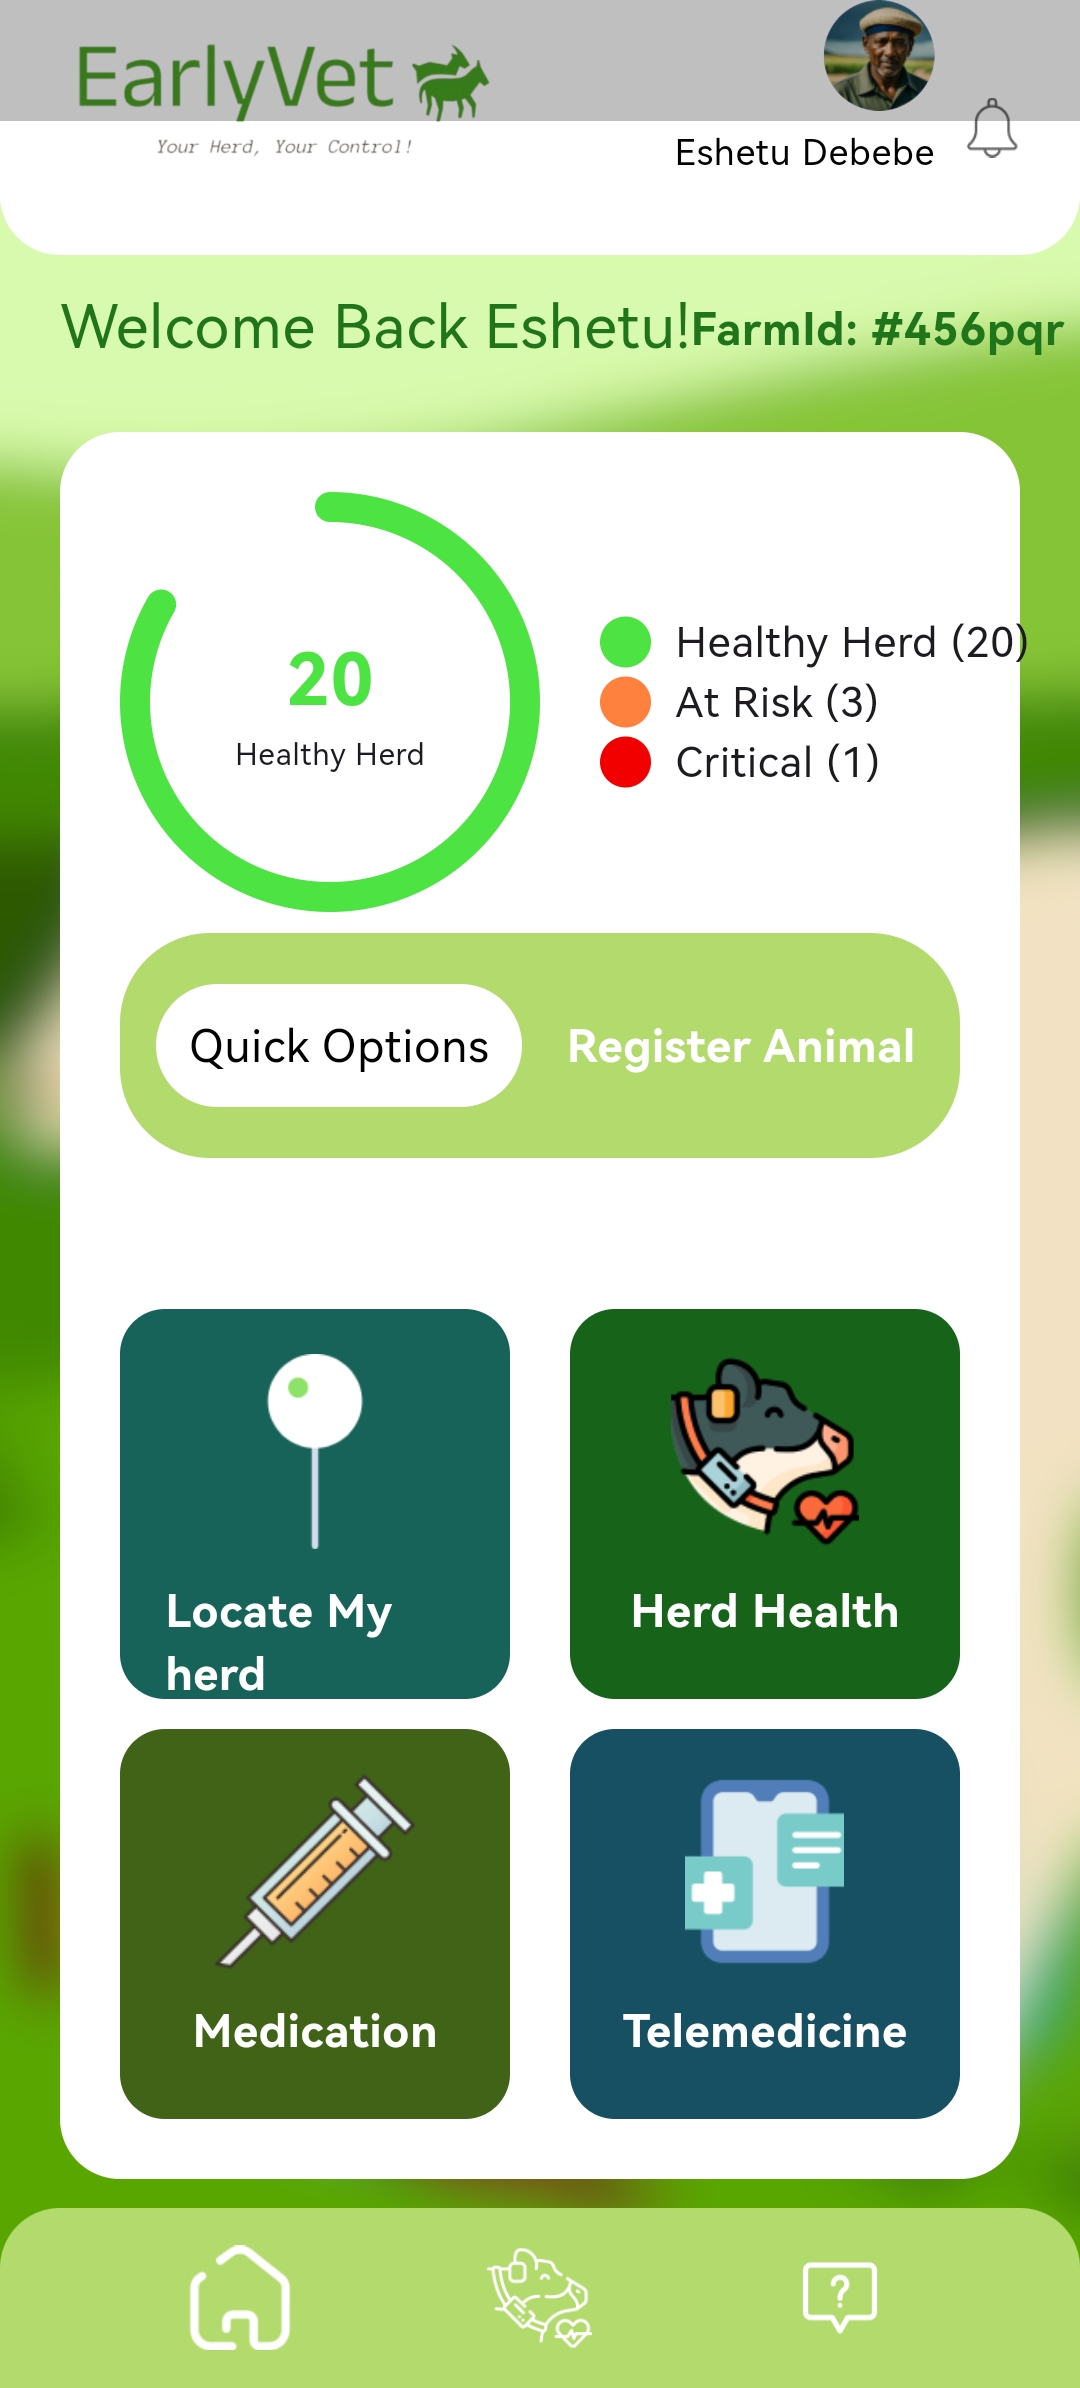 EarlyVet
Your Herd, Your Control!
Eshetu Debebe
Welcome Back Eshetu!FarmId: #456pqr
20
Healthy Herd
Healthy Herd (20)
At Risk (3)
Critical (1)
Quick Options
Register Animal
Locate My
herd
Herd Health
Medication
Telemedicine
?